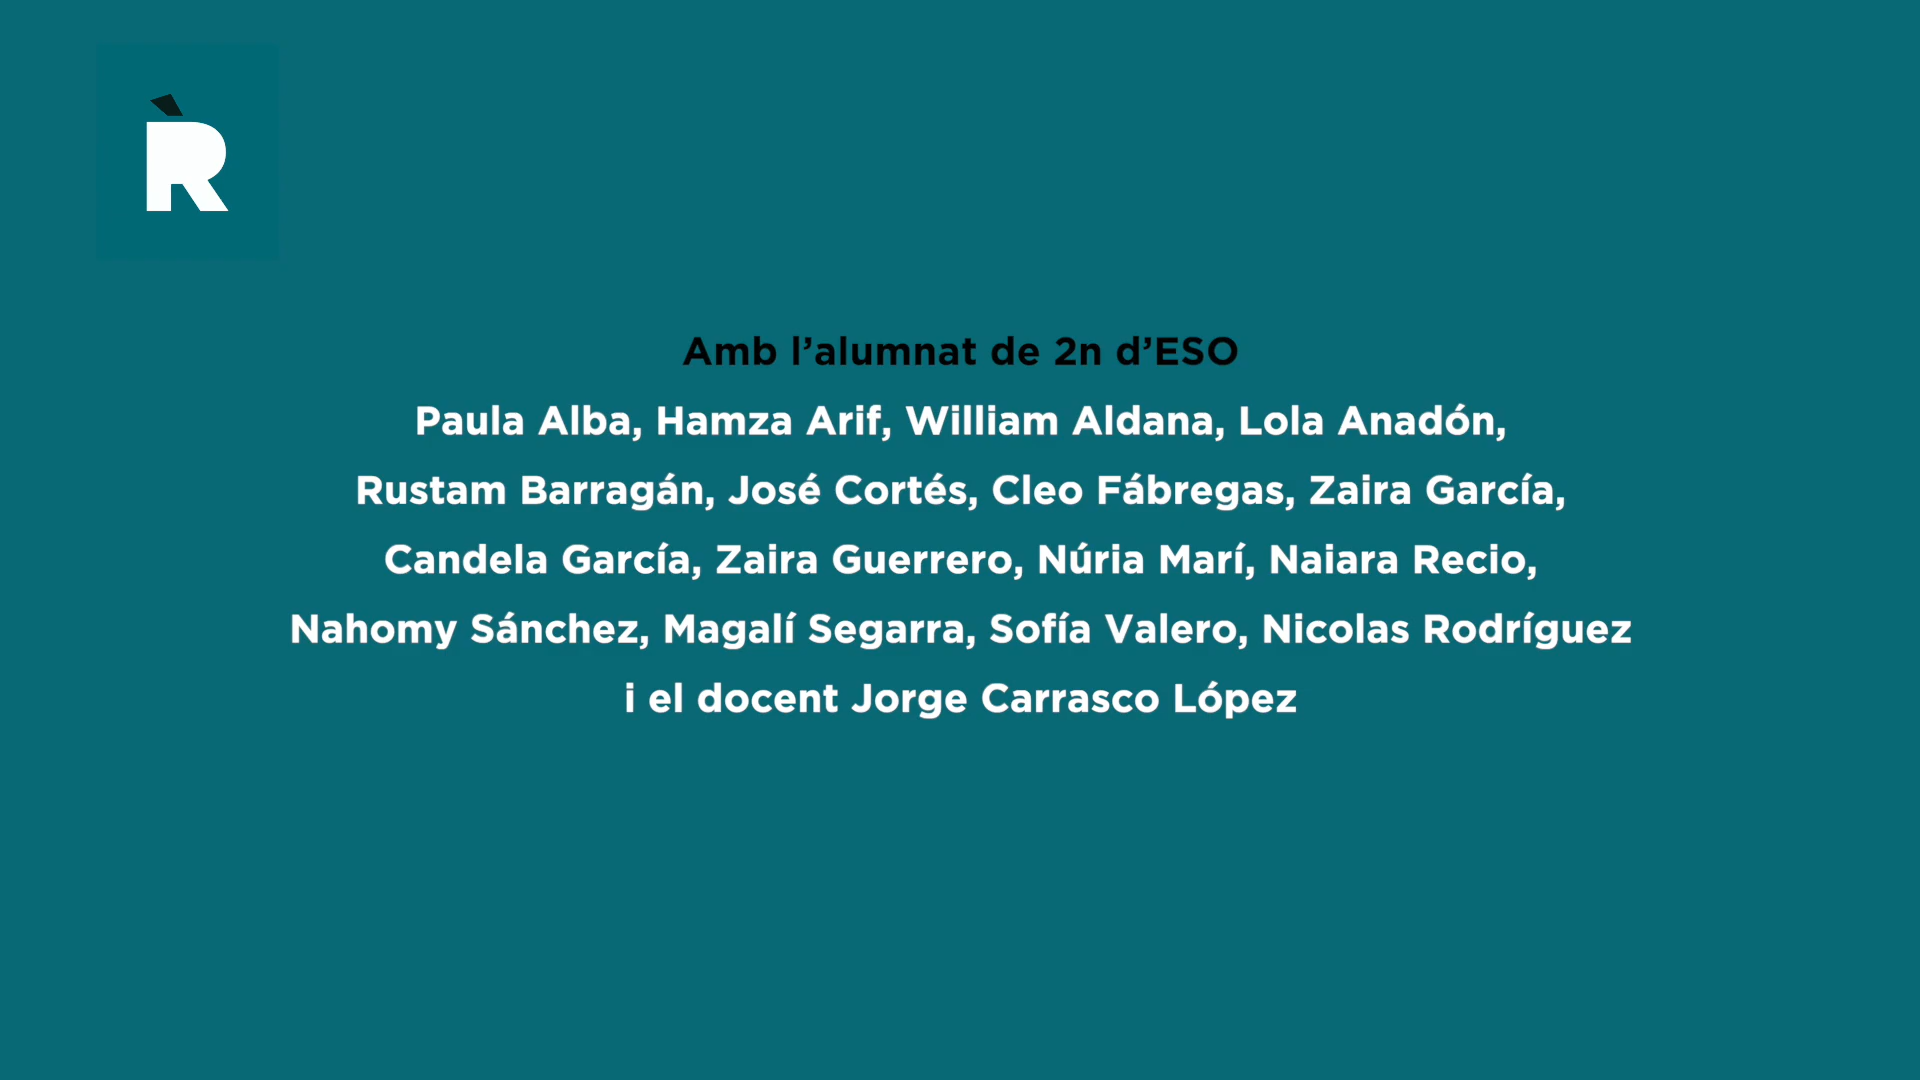 R̀
Amb l’alumnat de 2n d’ESO
Paula Alba, Hamza Arif, William Aldana, Lola Anadón,
Rustam Barragán, José Cortés, Cleo Fábregas, Zaira García,
Candela García, Zaira Guerrero, Núria Marí, Naiara Recio,
Nahomy Sánchez, Magalí Segarra, Sofía Valero, Nicolas Rodríguez
i el docent Jorge Carrasco López